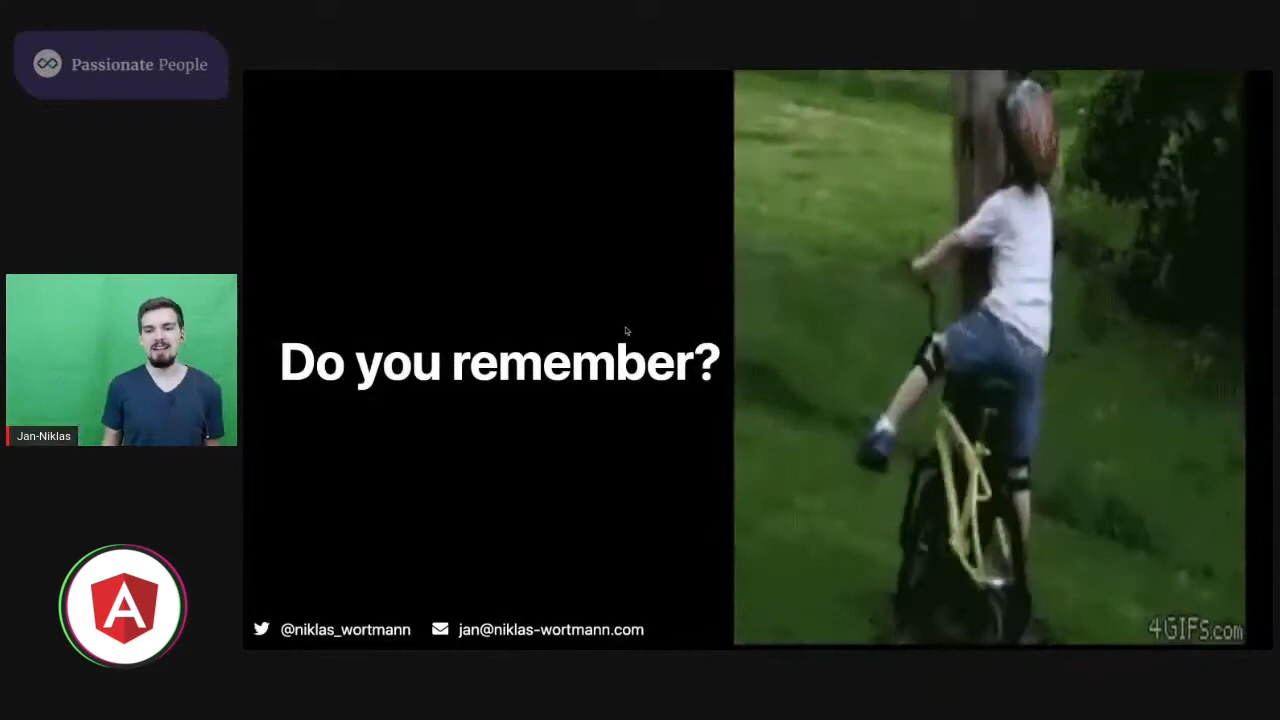 Passionate People
Do you remember?
Jan-Niklas
@niklas_wortmann
jan@niklas-wortmann.com
4GIFS.com